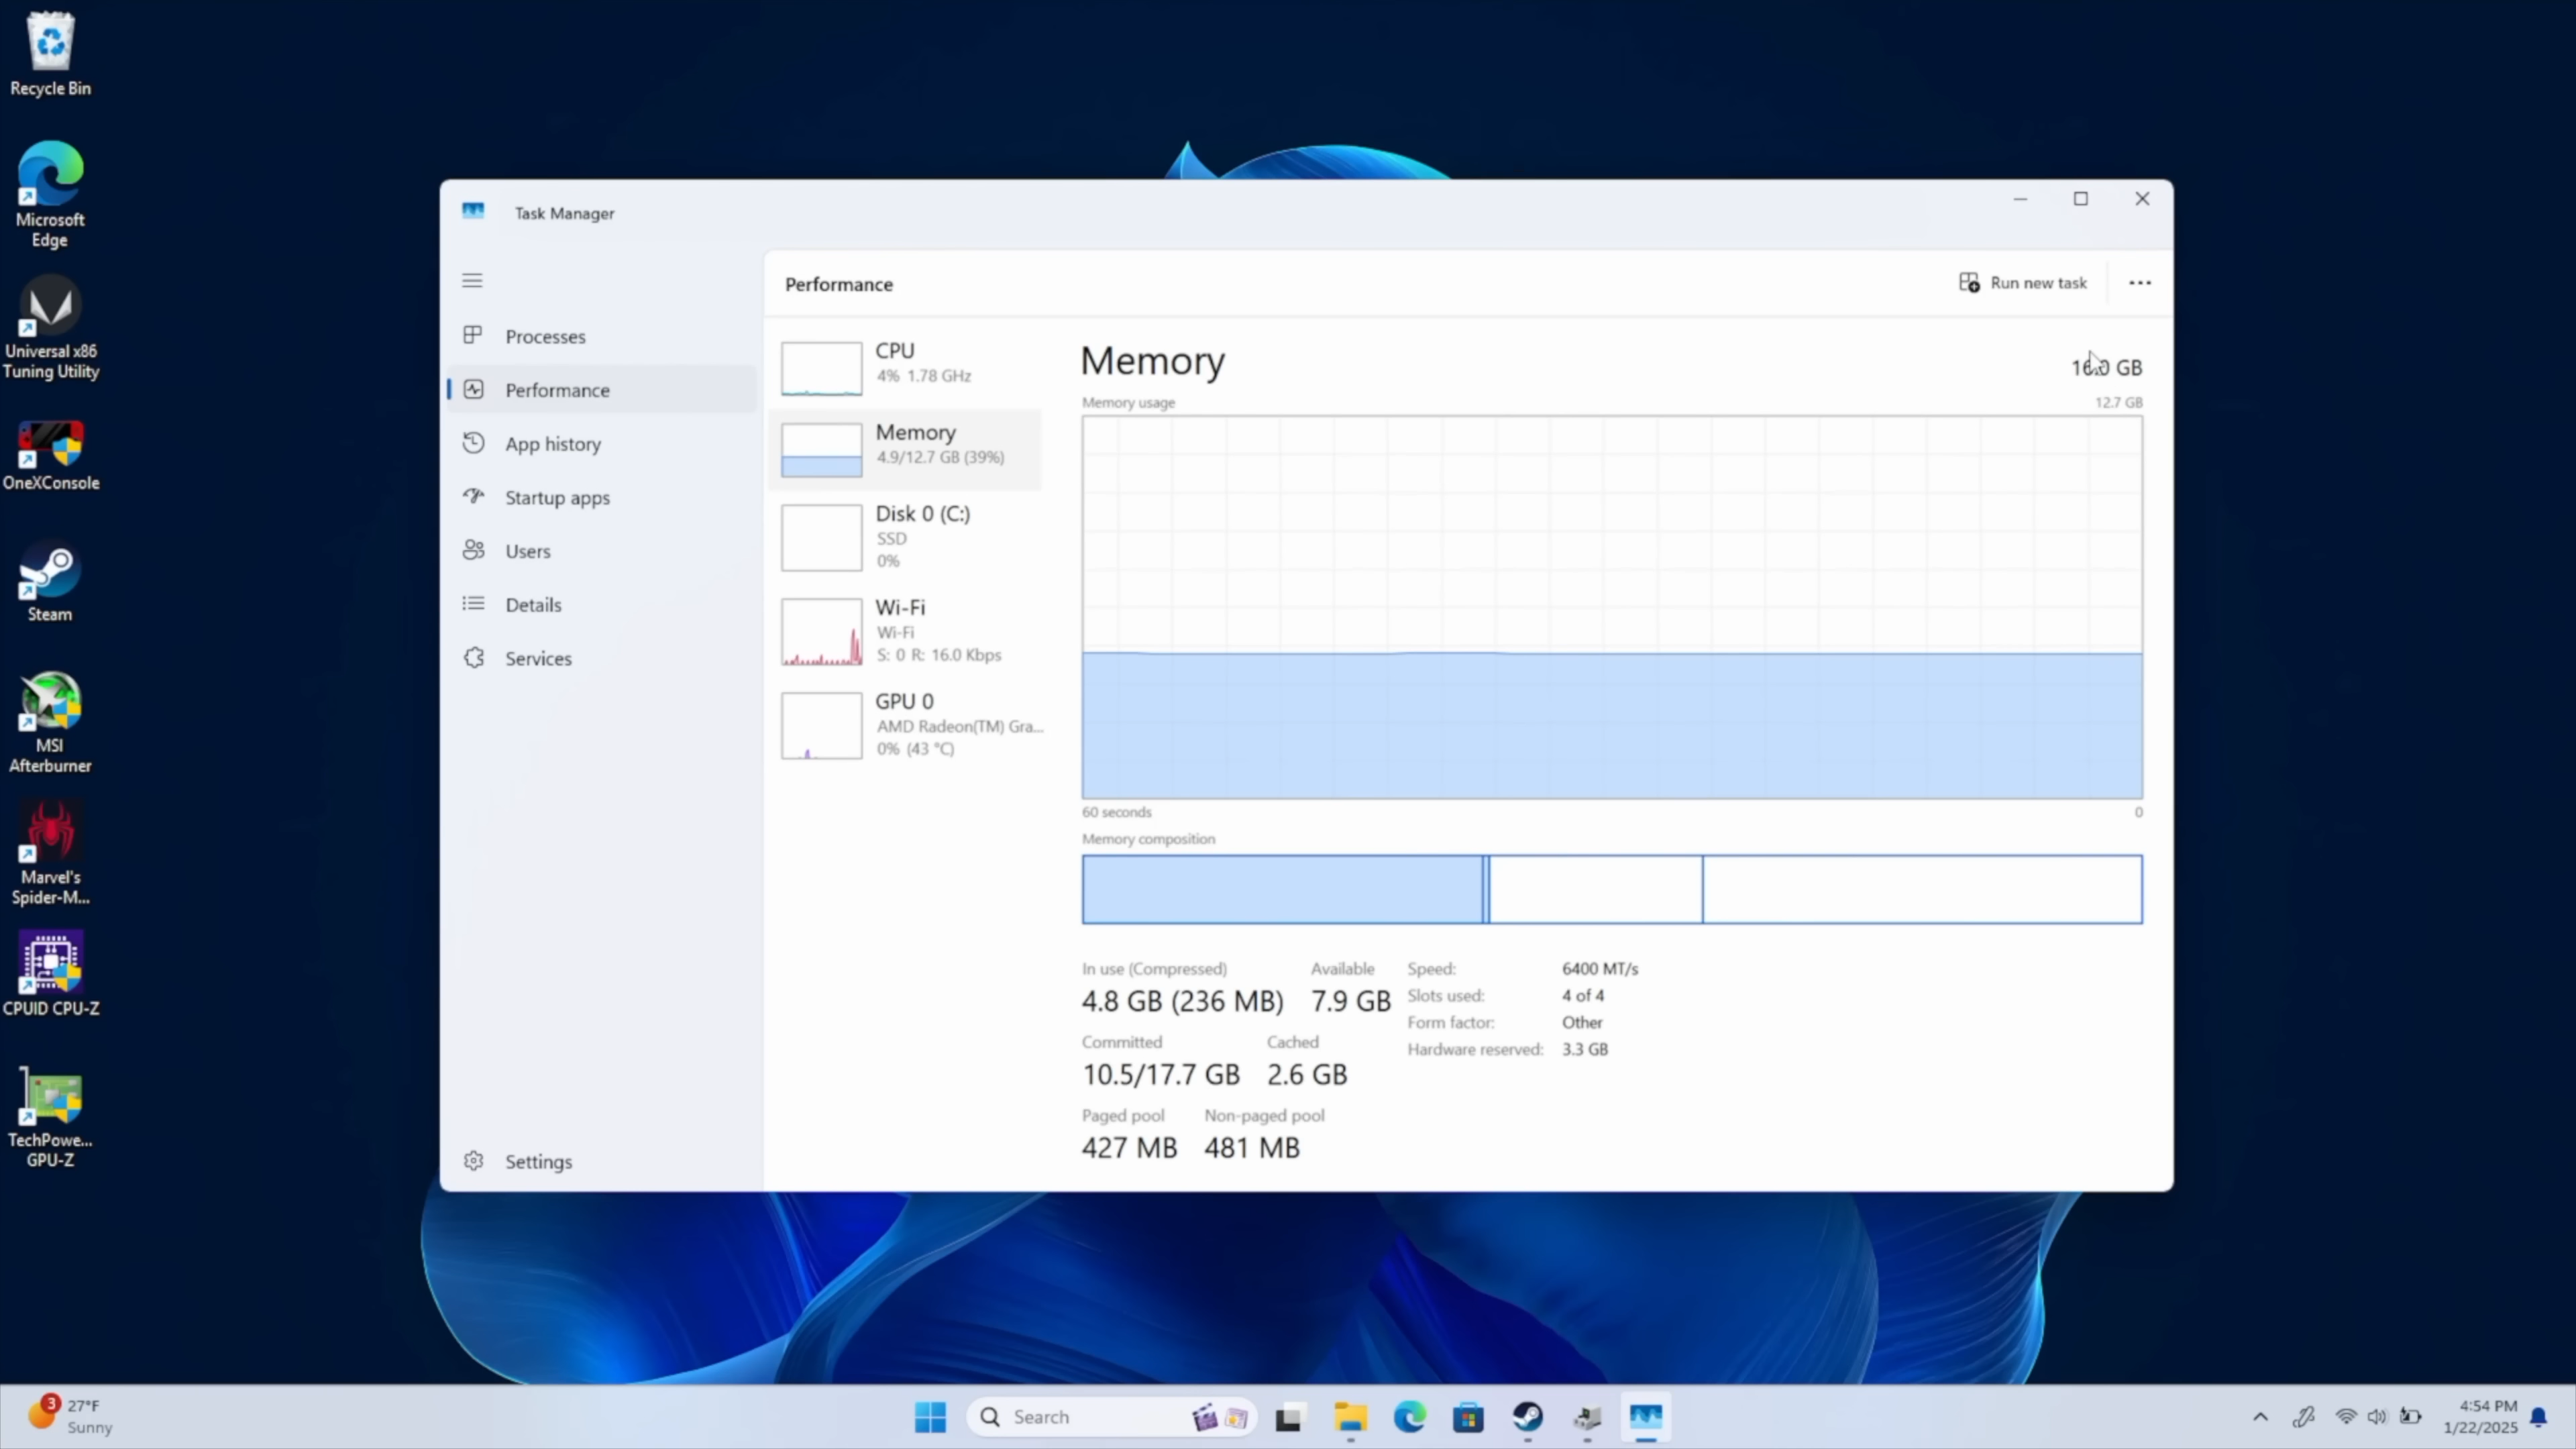 Recycle Bin
Microsoft
Edge
Universal x86
Tuning Utility
OneXConsole
Steam
MSI
Afterburner
Marvel's
Spider-M...
CPUID CPU-Z
TechPowe...
GPU-Z
Task Manager
Processes
Performance
App history
Startup apps
Users
Details
Services
Settings
Performance
Run new task
CPU
4% 1.78 GHz
Memory
4.9/12.7 GB (39%)
Disk 0 (C:)
SSD
0%
Wi-Fi
Wi-Fi
S: 0 R: 16.0 Kbps
GPU 0
AMD Radeon(TM) Gra...
0% (43 °C)
Memory
16.0 GB
Memory usage
12.7 GB
60 seconds
0
Memory composition
In use (Compressed)
4.8 GB (236 MB)
Available
7.9 GB
Committed
10.5/17.7 GB
Cached
2.6 GB
Paged pool
427 MB
Non-paged pool
481 MB
Speed: 6400 MT/s
Slots used: 4 of 4
Form factor: Other
Hardware reserved: 3.3 GB
3
27°F
Sunny
Search
4:54 PM
1/22/2025